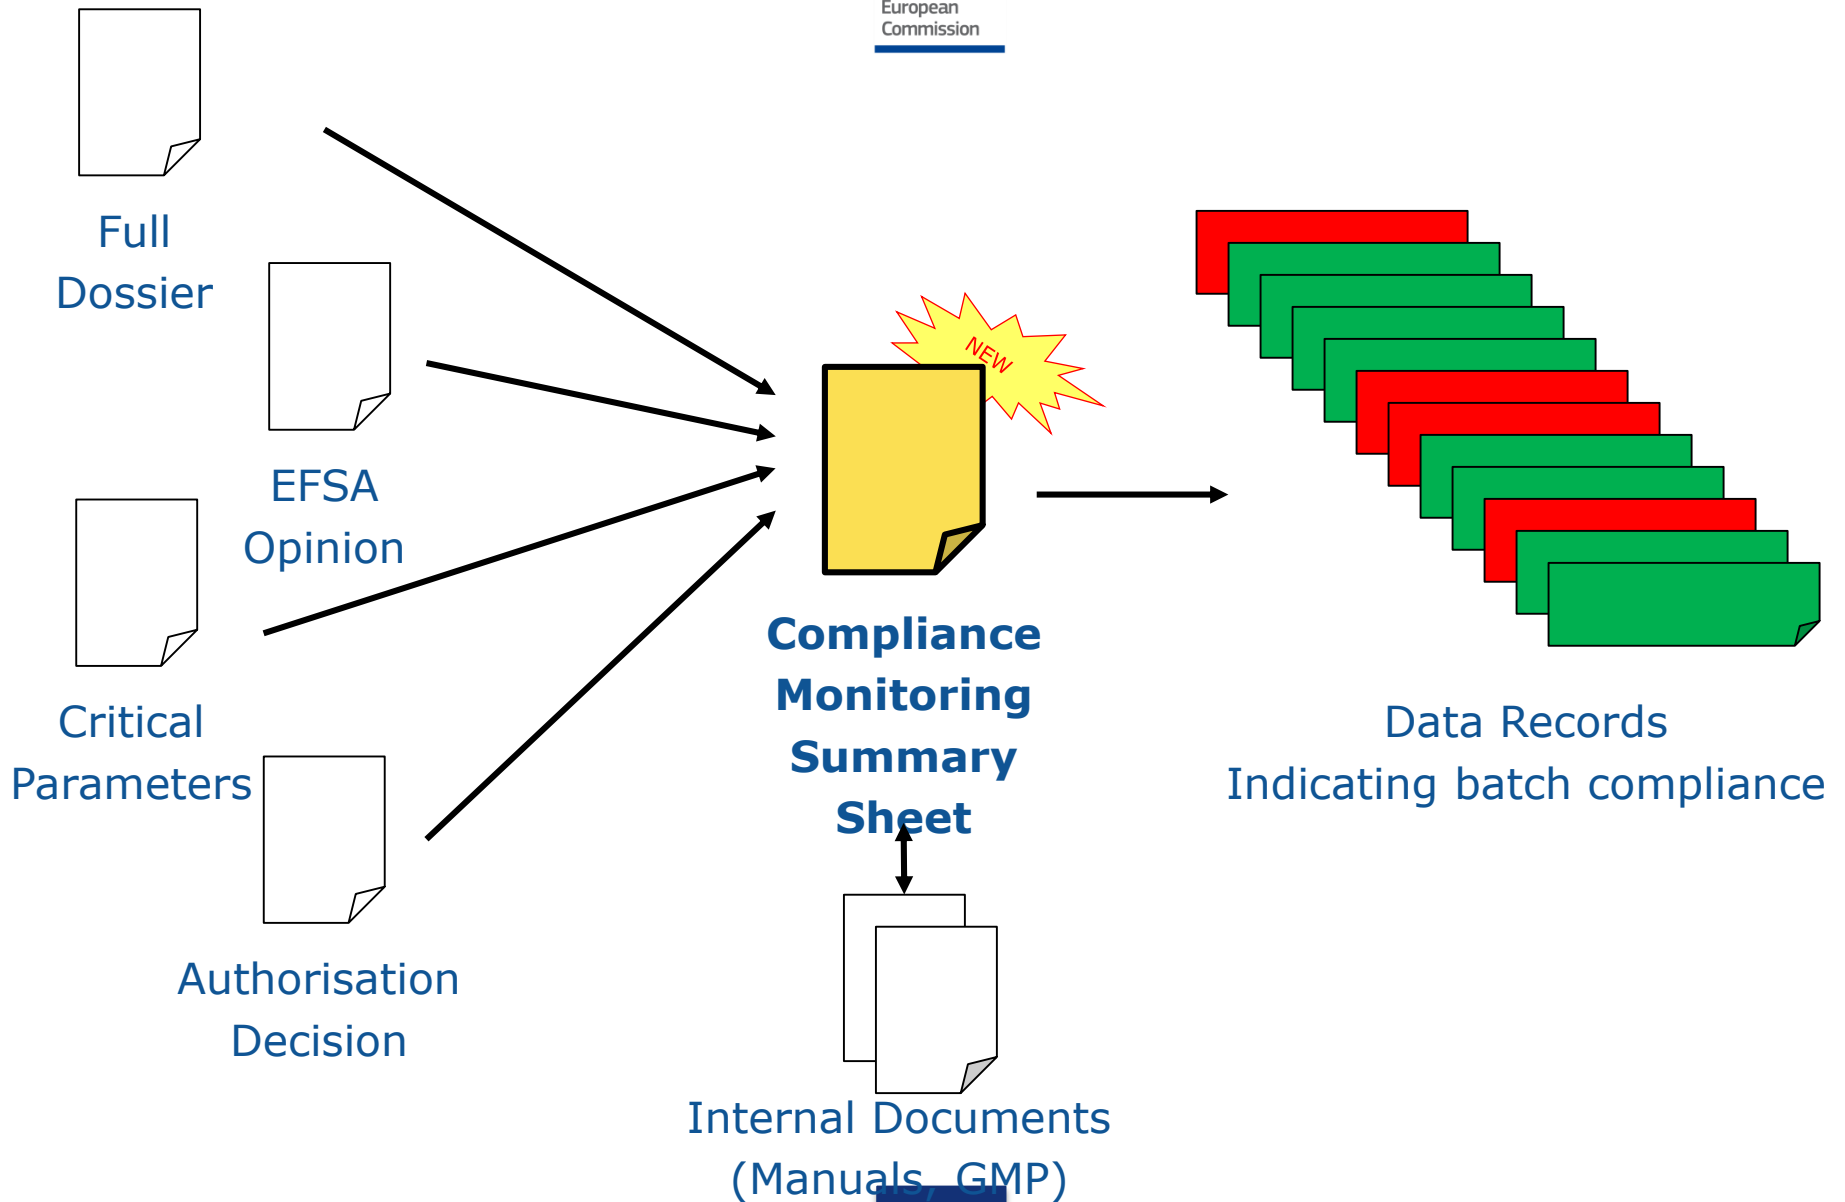 European
Commission
Full
Dossier
EFSA
Opinion
Critical
Parameters
Authorisation
Decision
NEW
Compliance
Monitoring
Summary
Sheet
Internal Documents
(Manuals, GMP)
Data Records
Indicating batch compliance